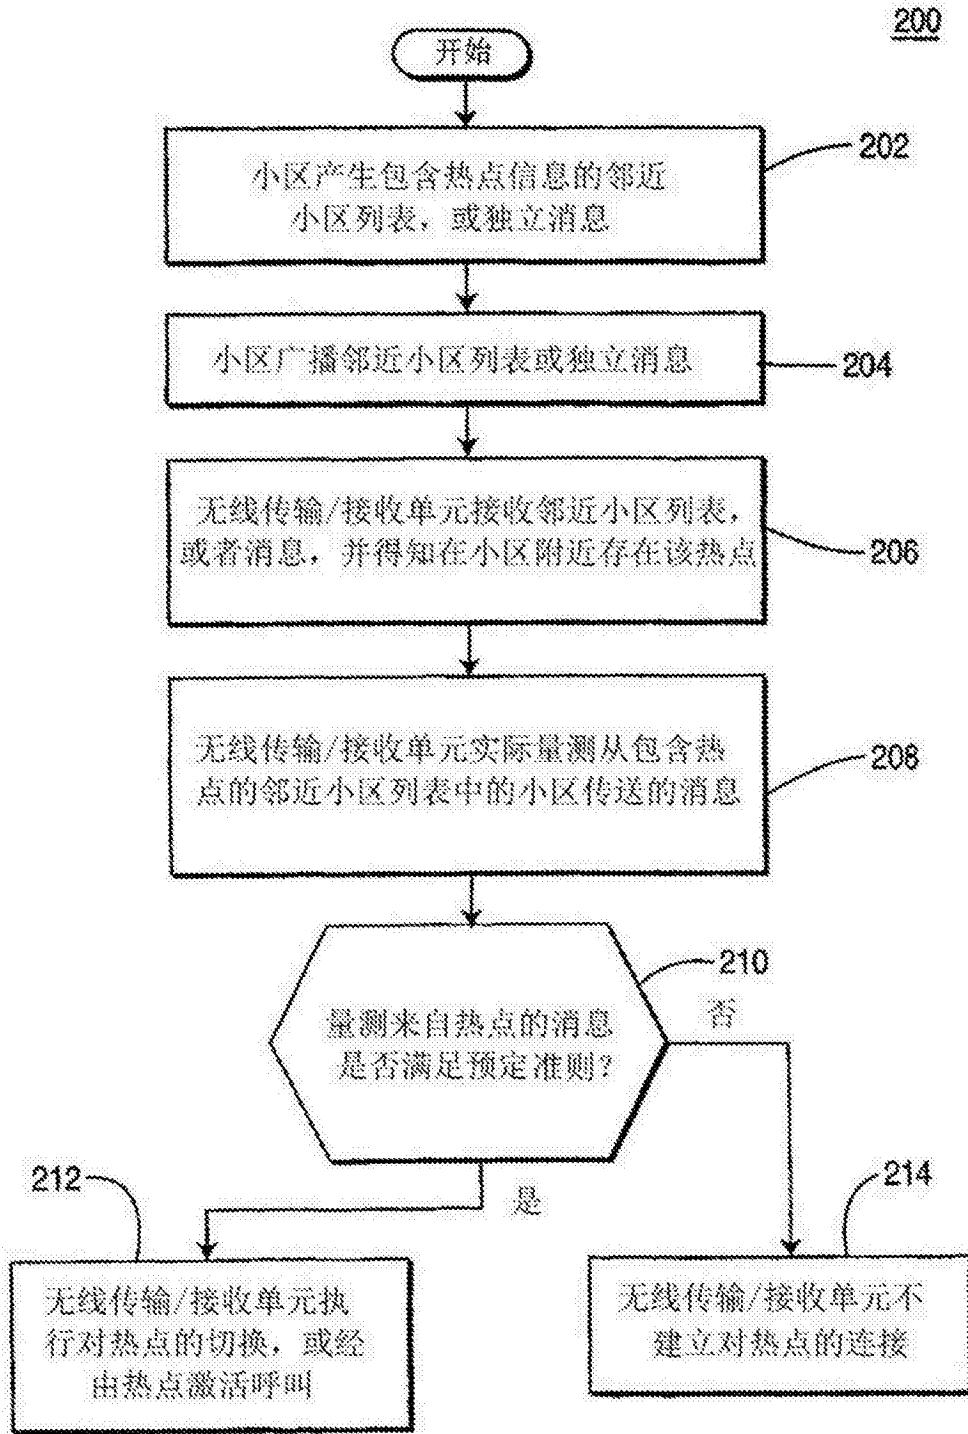 200
开始
202
小区产生包含热点信息的邻近
小区列表，或独立消息
小区广播邻近小区列表或独立消息
204
无线传输/接收单元接收邻近小区列表，
或者消息，并得知在小区附近存在该热点
206
无线传输/接收单元实际量测从包含热
点的邻近小区列表中的小区传送的消息
208
210
量测来自热点的消息
是否满足预定准则？
否
是
212
无线传输/接收单元执
行对热点的切换，或经
由热点激活呼叫
214
无线传输/接收单元不
建立对热点的连接